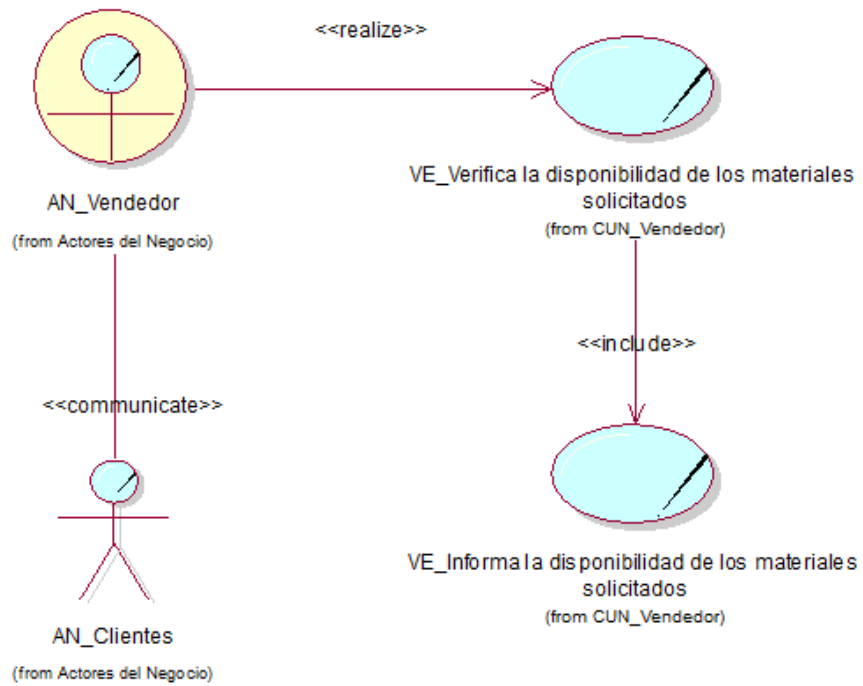 <<realize>>
AN_Vendedor
(from Actores del Negocio)
VE_Verifica la disponibilidad de los materiales
solicitados
(from CUN_Vendedor)
<<include>>
<<communicate>>
VE_Informa la disponibilidad de los materiales
solicitados
(from CUN_Vendedor)
AN_Clientes
(from Actores del Negocio)